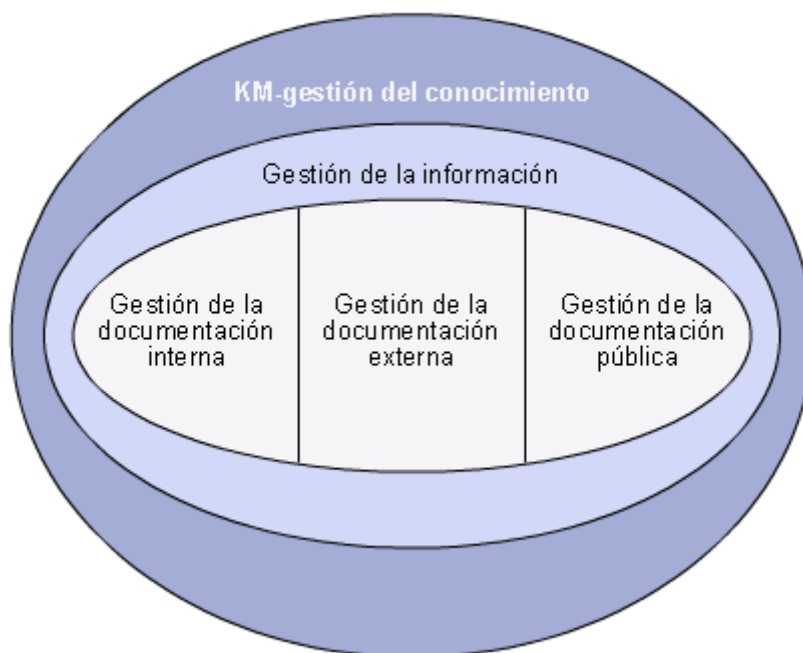 KM-gestión del conocimiento
Gestión de la información
Gestión de la
documentación
interna
Gestión de la
documentación
externa
Gestión de la
documentación
pública